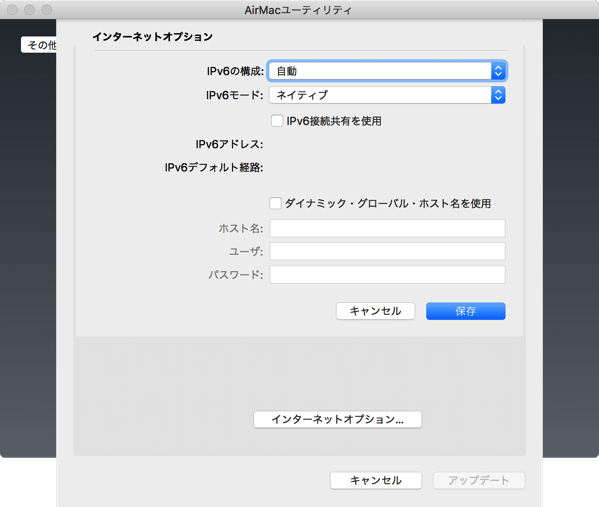 AirMacユーティリティ
その他
インターネットオプション
IPv6の構成: 自動
IPv6モード: ネイティブ
IPv6接続共有を使用
IPv6アドレス:
IPv6デフォルト経路:
ダイナミック・グローバル・ホスト名を使用
ホスト名:
ユーザ:
パスワード:
キャンセル 保存
インターネットオプション...
キャンセル アップデート